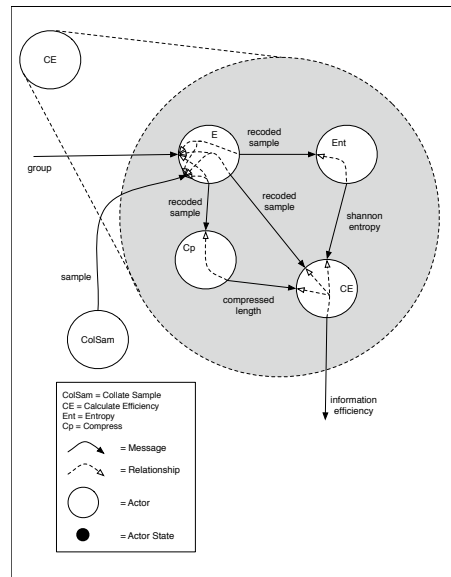 CE
E
Ent
recoded
sample
group
recoded
sample
recoded
sample
shannon
entropy
Cp
sample
CE
compressed
length
ColSam
information
efficiency
ColSam = Collate Sample
CE = Calculate Efficiency
Ent = Entropy
Cp = Compress
= Message
= Relationship
= Actor
= Actor State